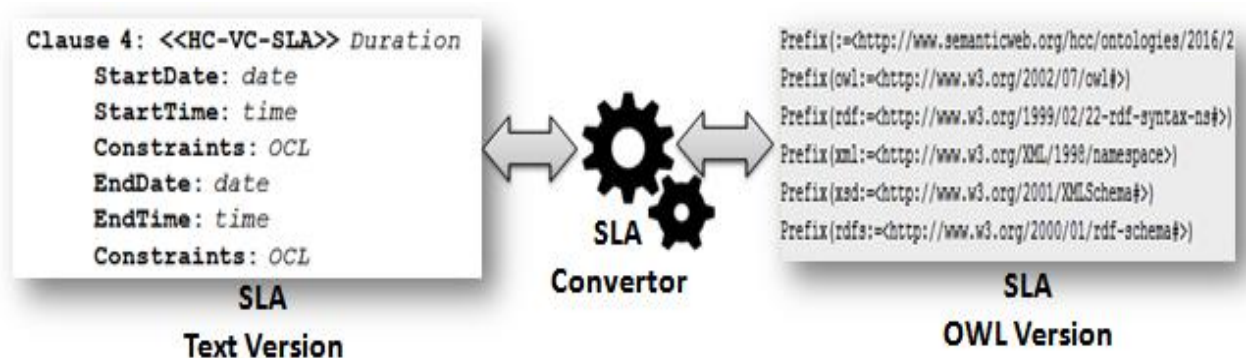 Clause 4: <<HC-VC-SLA>> Duration
StartDate: date
StartTime: time
Constraints: OCL
EndDate: date
EndTime: time
Constraints: OCL
SLA
Text Version
SLA
Convertor
Prefix(:=<http://www.semanticweb.org/hcc/ontologies/2016/2
Prefix(owl:=<http://www.w3.org/2002/07/owl#>)
Prefix(rdf:=<http://www.w3.org/1999/02/22-rdf-syntax-ns#>)
Prefix(xml:=<http://www.w3.org/XML/1998/namespace>)
Prefix(xsd:=<http://www.w3.org/2001/XMLSchema#>)
Prefix(rdfs:=<http://www.w3.org/2000/01/rdf-schema#>)
SLA
OWL Version